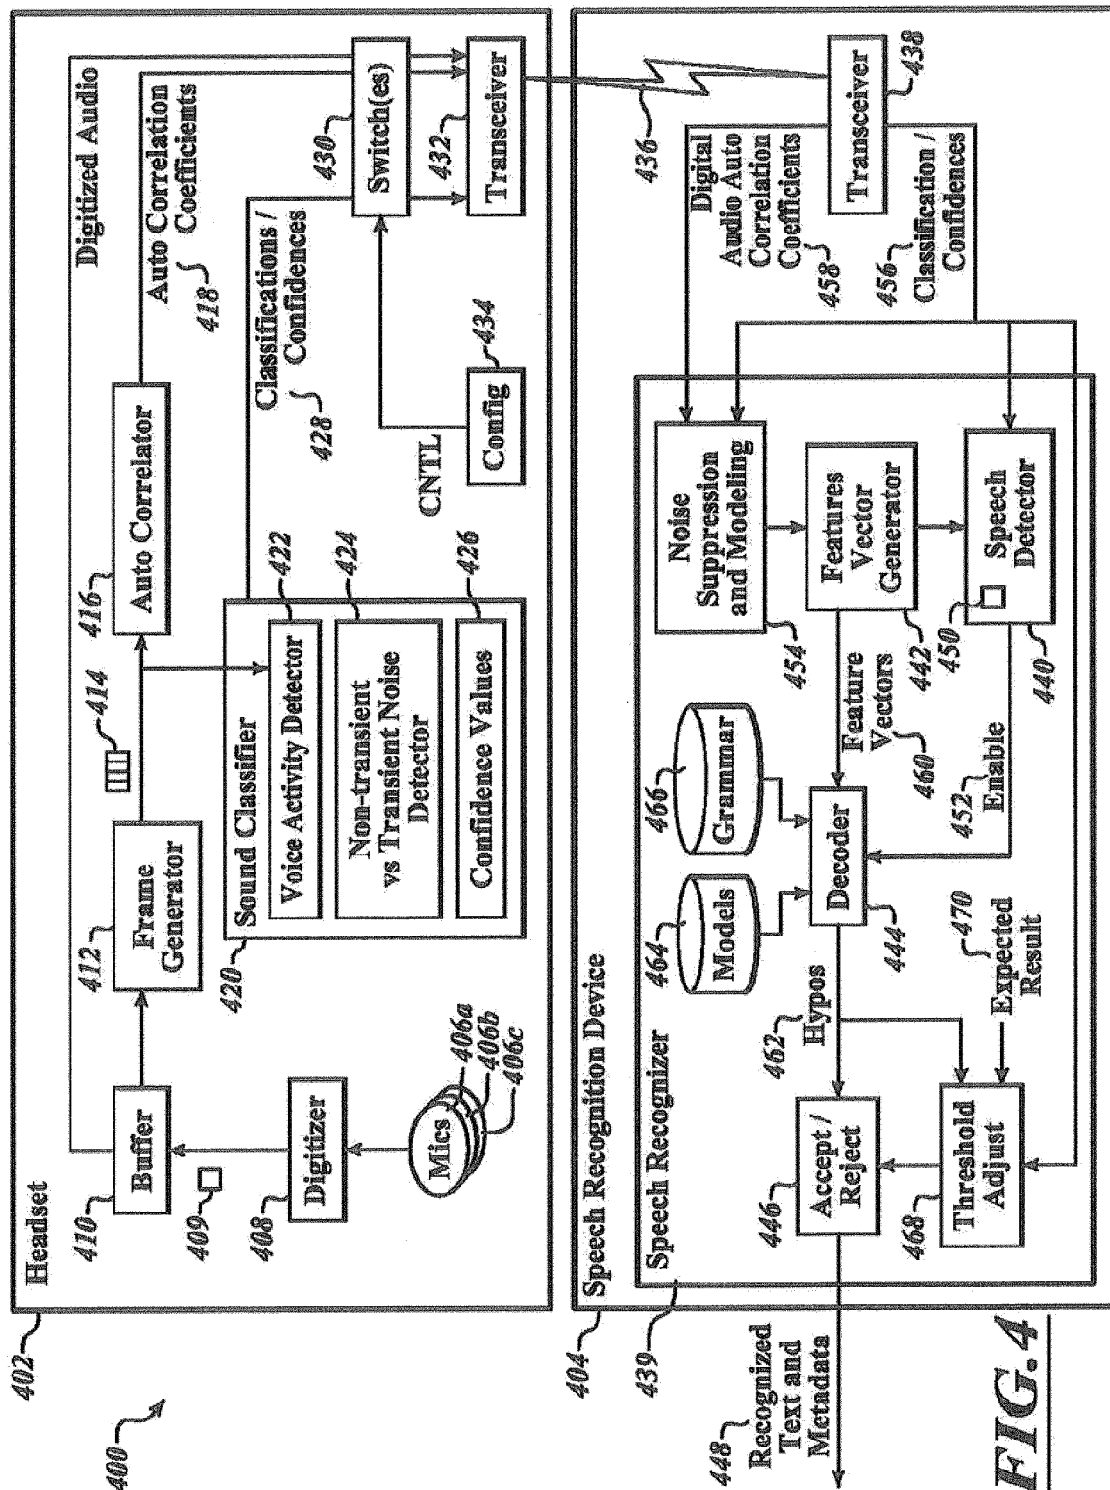 400
402
Headset
Digitized Audio
410
Buffer
409
408
Digitizer
Mics
406a
406b
406c
412
Frame
Generator
414
416
Auto Correlator
Auto Correlation
Coefficients
418
420
Sound Classifier
Voice Activity Detector
422
Non-transient
vs Transient Noise
Detector
424
Confidence Values
426
Classifications /
Confidences
428
CNTL
Config
434
430
Switch(es)
432
Transceiver
436
404
Speech Recognition Device
439
Speech Recognizer
Transceiver
438
Digital
Audio Auto
Correlation
Coefficients
458
456
Classification /
Confidences
Noise
Suppression
and Modeling
454
Features
Vector
Generator
442
450
Speech
Detector
440
Feature
Vectors
460
452
Enable
466
Grammar
464
Models
Decoder
444
462
Hypos
470
Expected
Result
446
Accept /
Reject
468
Threshold
Adjust
448
Recognized
Text and
Metadata
FIG. 4